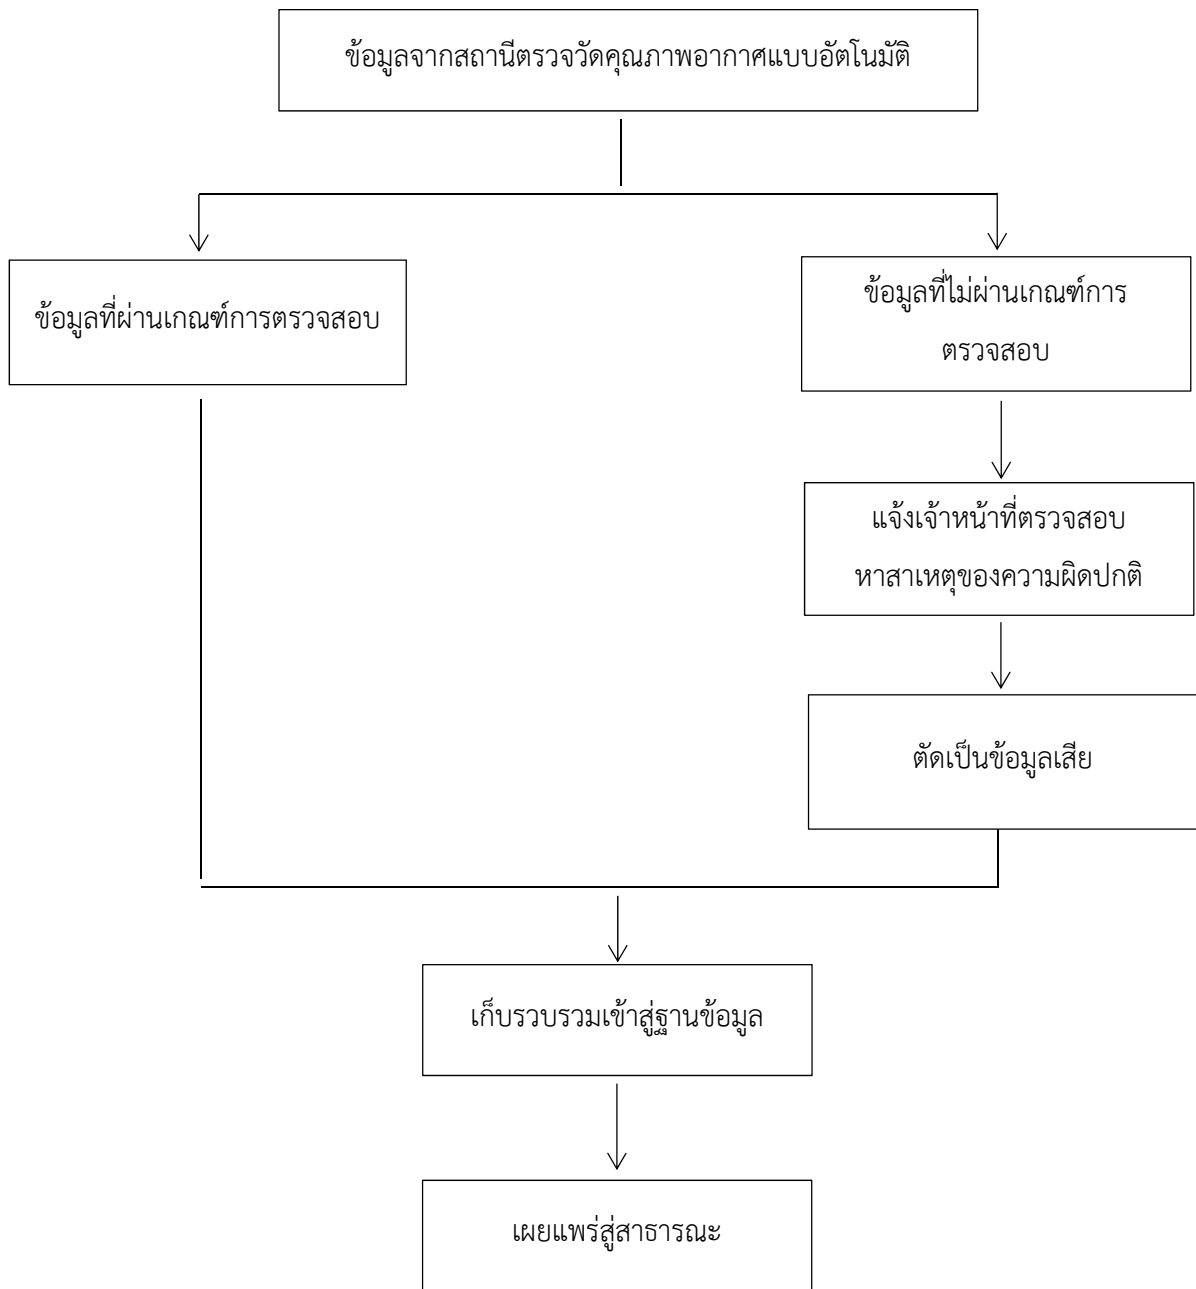 ข้อมูลจากสถานีตรวจวัดคุณภาพอากาศแบบอัตโนมัติ
ข้อมูลที่ผ่านเกณฑ์การตรวจสอบ
ข้อมูลที่ไม่ผ่านเกณฑ์การ
ตรวจสอบ
แจ้งเจ้าหน้าที่ตรวจสอบ
หาสาเหตุของความผิดปกติ
ตัดเป็นข้อมูลเสีย
เก็บรวบรวมเข้าสู่ฐานข้อมูล
เผยแพร่สู่สาธารณะ